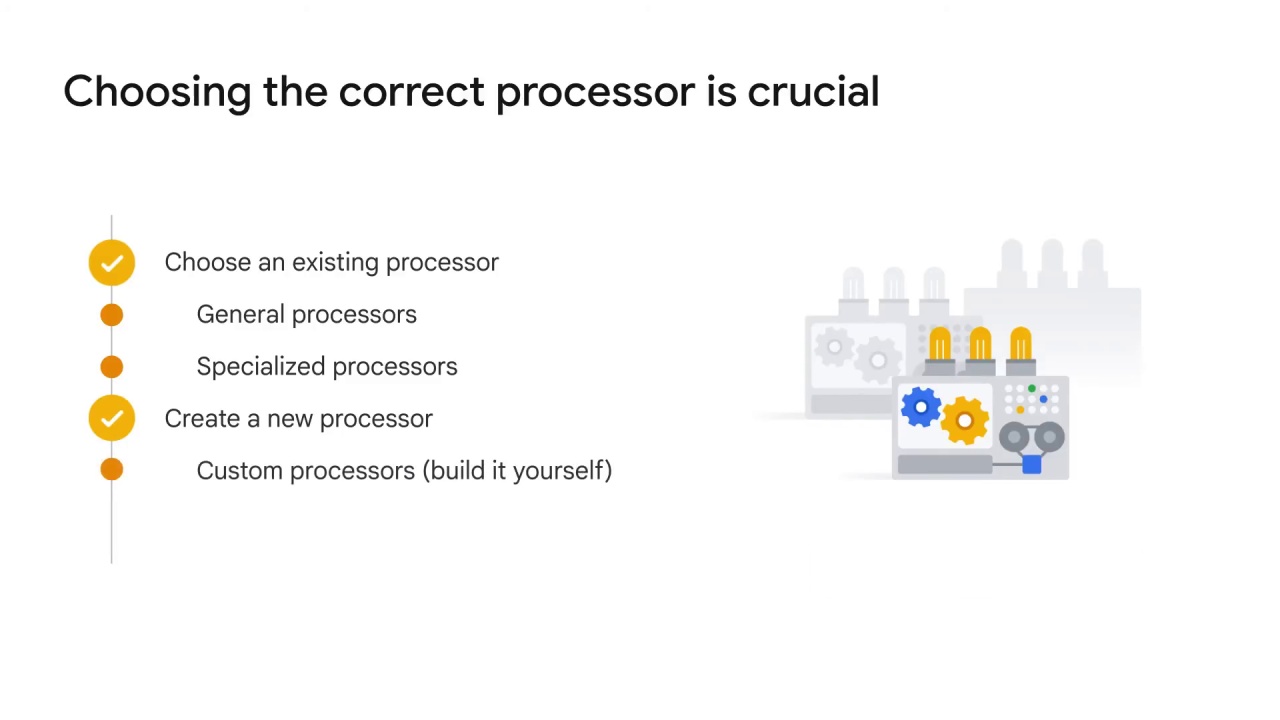 Choosing the correct processor is crucial
Choose an existing processor
General processors
Specialized processors
Create a new processor
Custom processors (build it yourself)